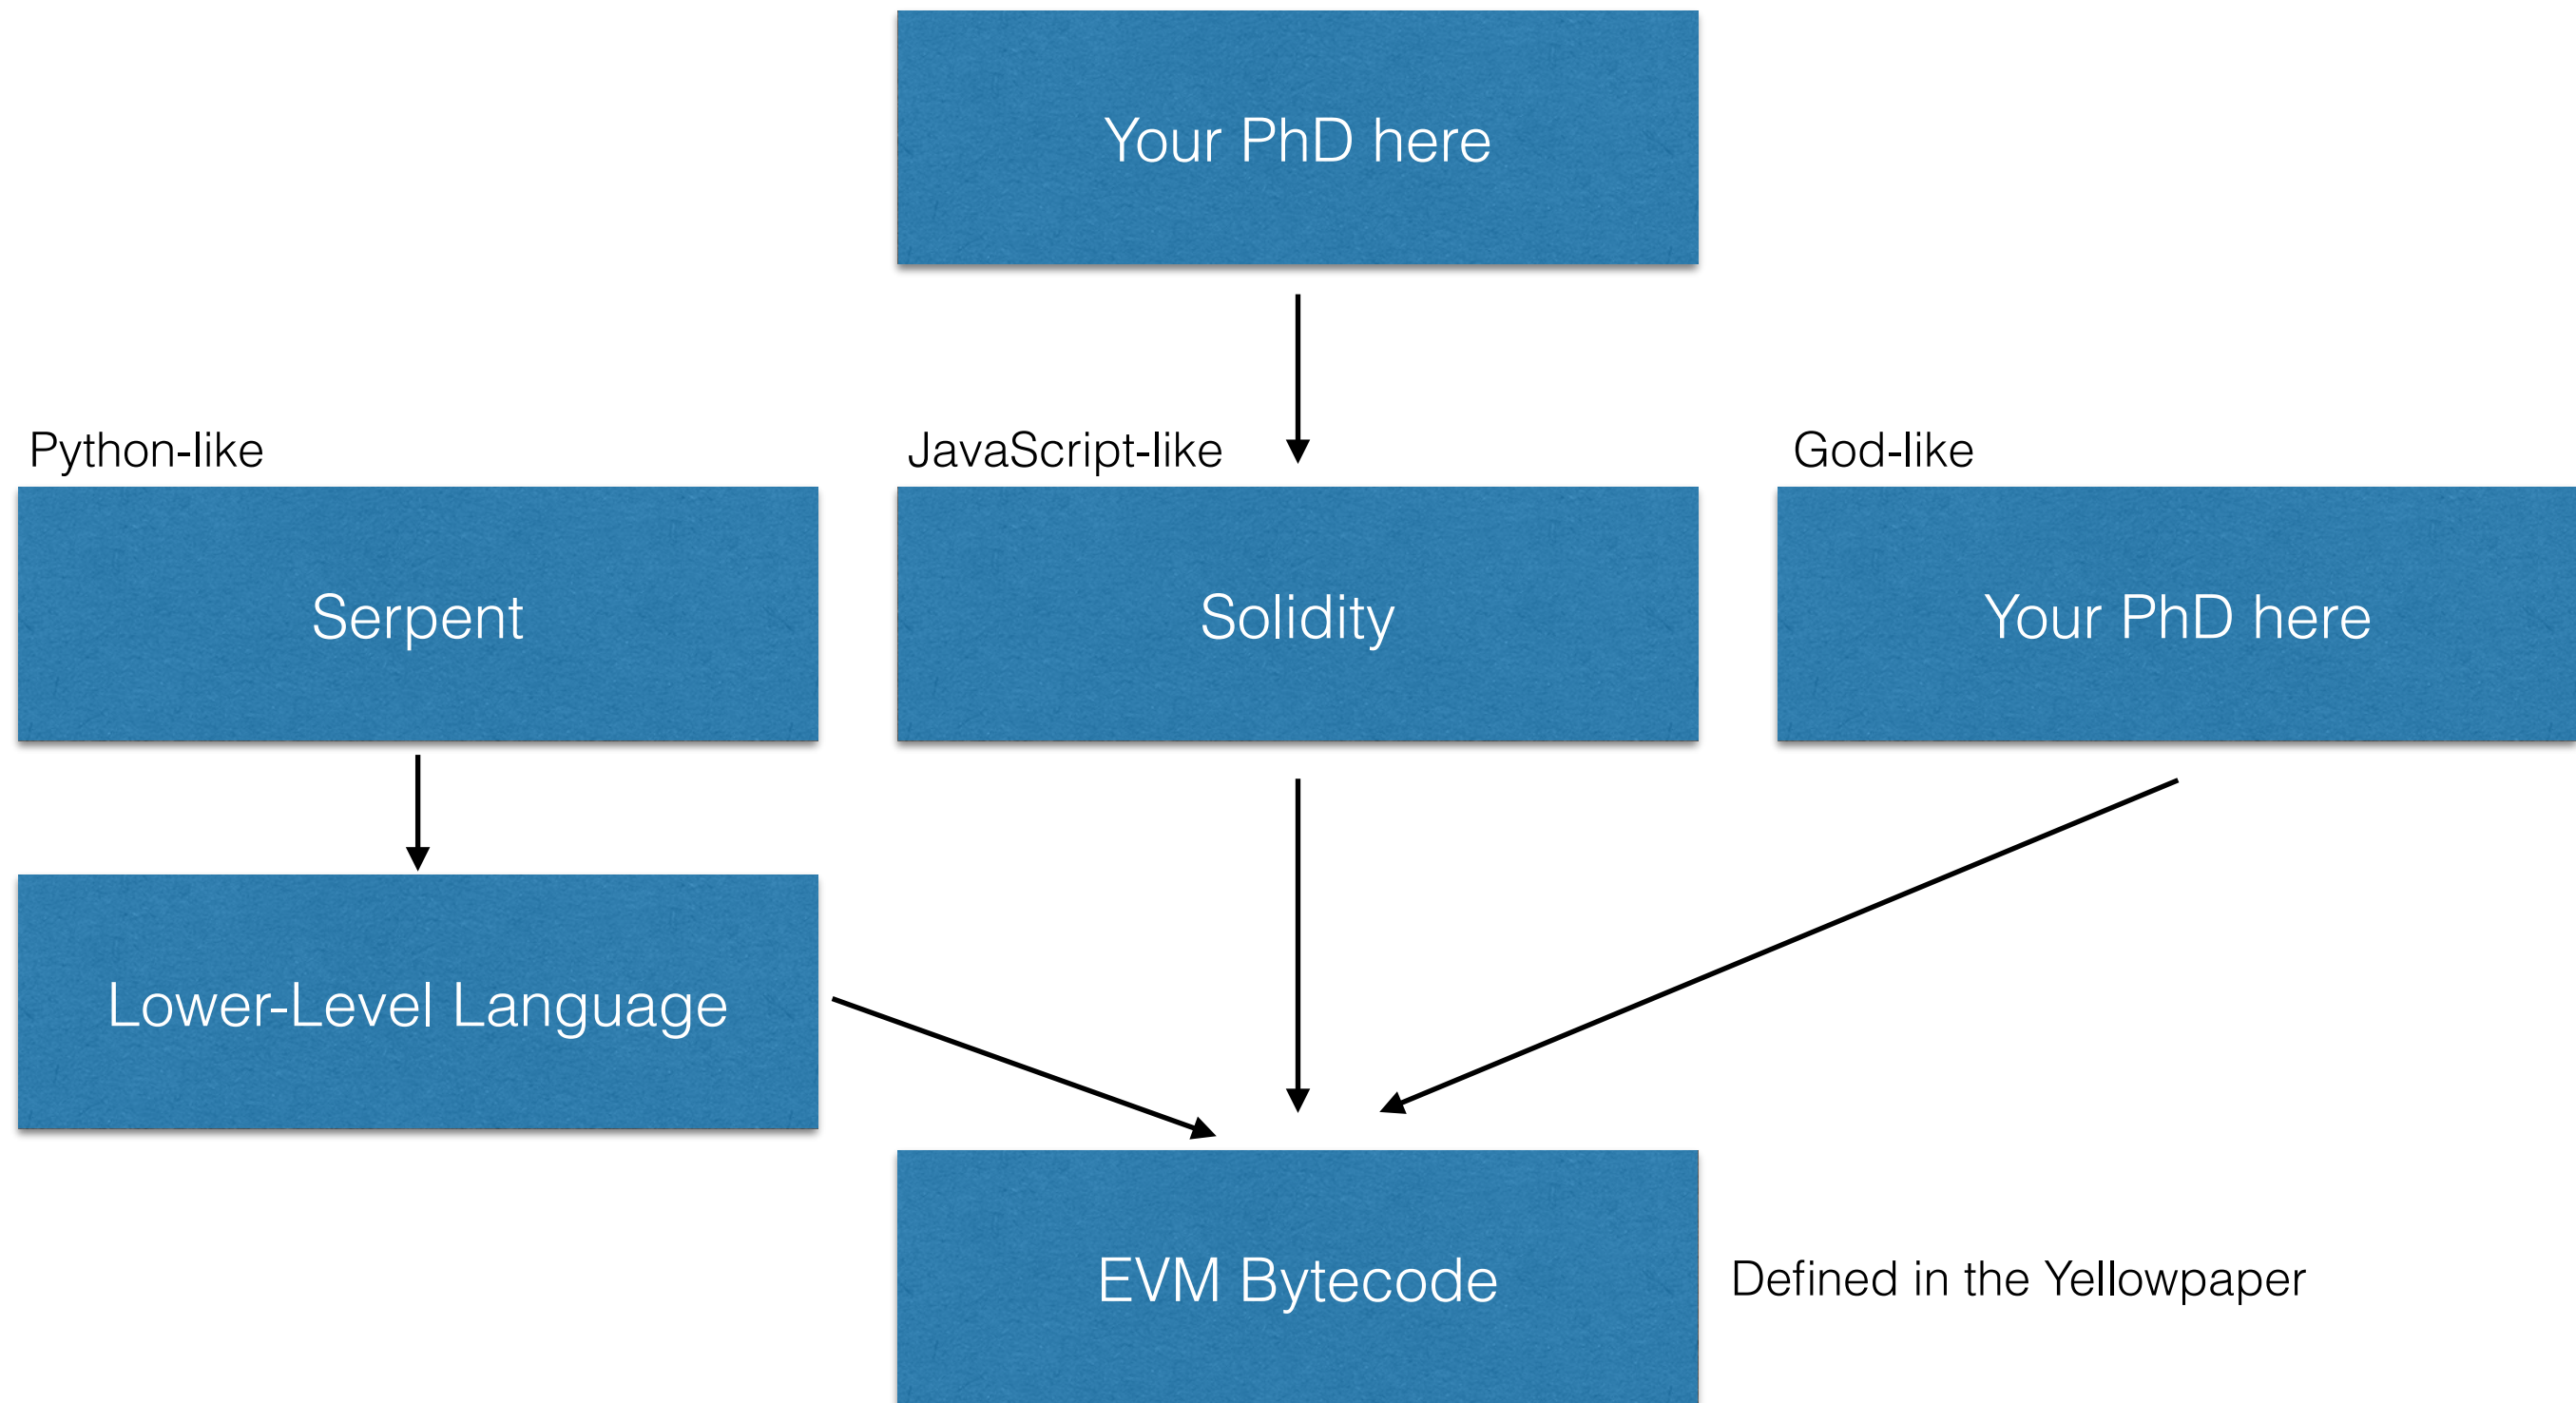 Your PhD here
Python-like
JavaScript-like
God-like
Serpent
Solidity
Your PhD here
Lower-Level Language
EVM Bytecode
Defined in the Yellowpaper